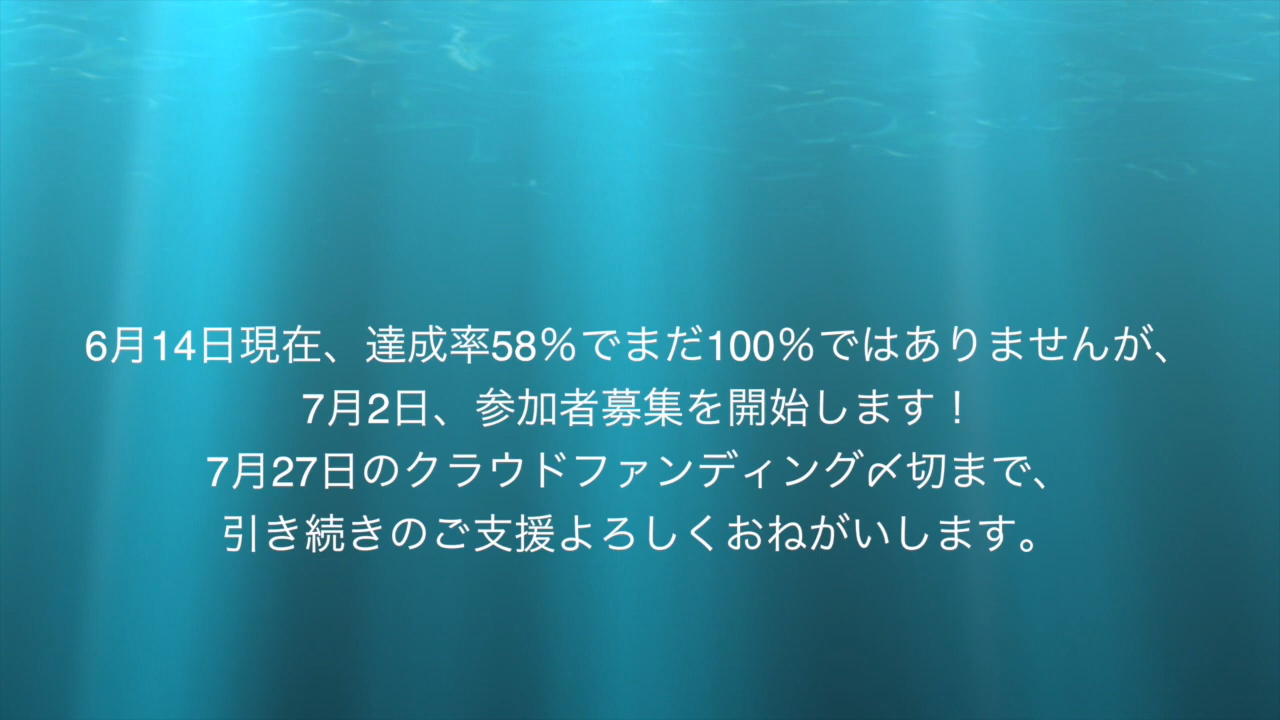 6月14日現在、達成率58％でまだ100％ではありませんが、
7月2日、参加者募集を開始します！
7月27日のクラウドファンディング〆切まで、
引き続きのご支援よろしくおねがいします。